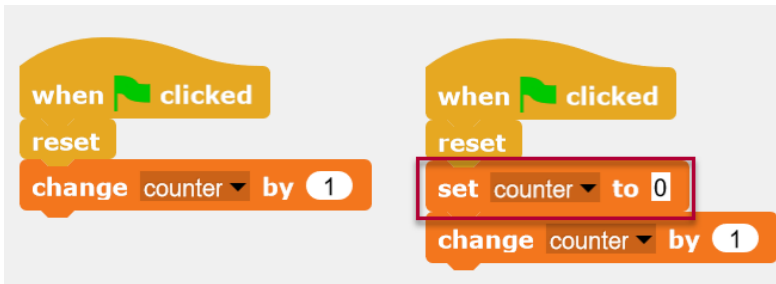 when clicked
reset
change counter by 1
when clicked
reset
set counter to 0
change counter by 1